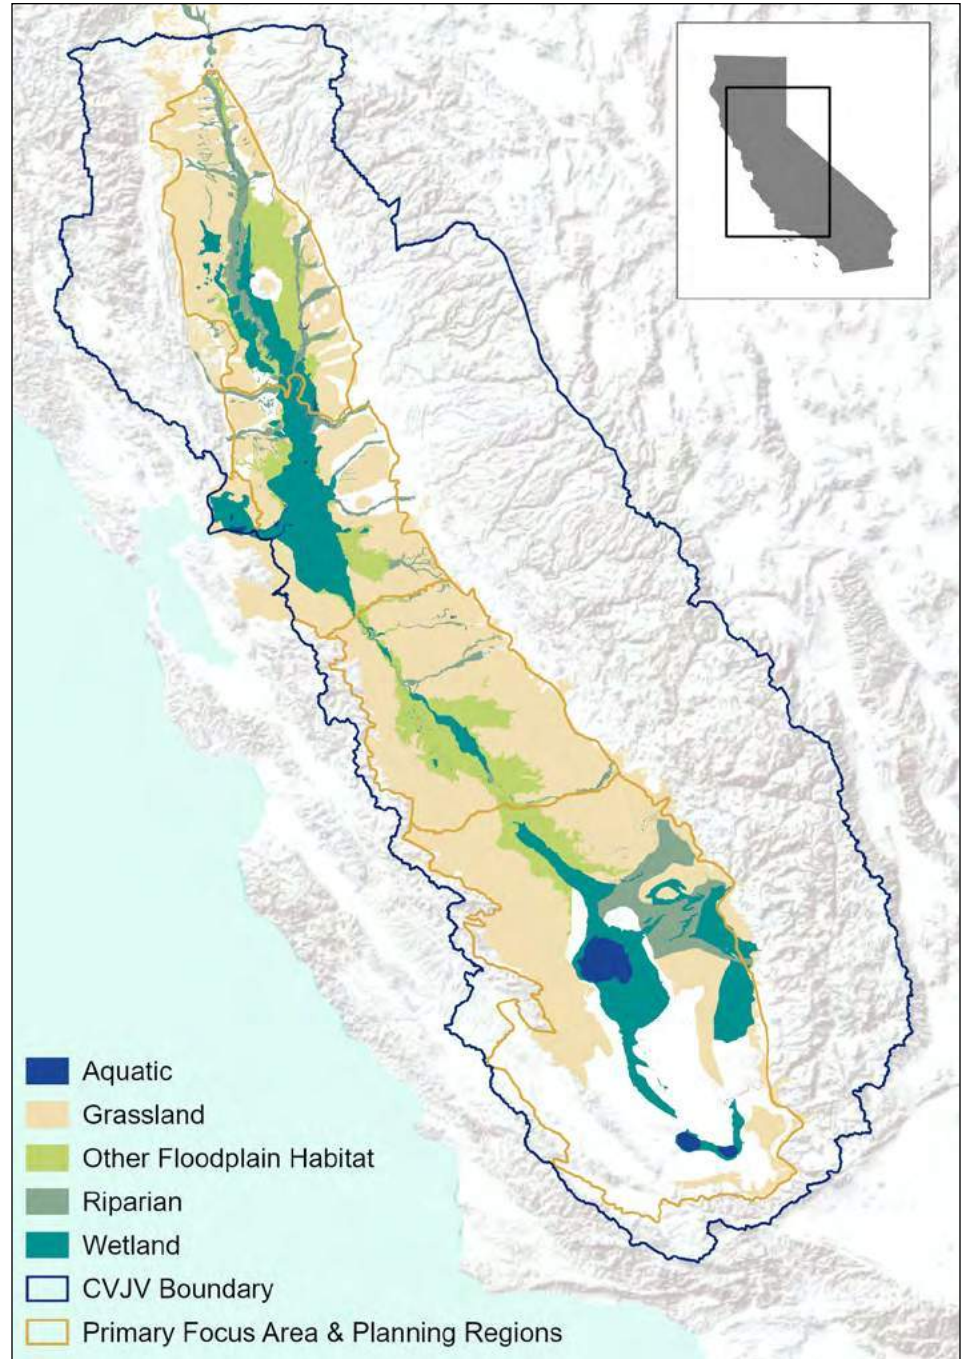 Aquatic
Grassland
Other Floodplain Habitat
Riparian
Wetland
CVJV Boundary
Primary Focus Area & Planning Regions